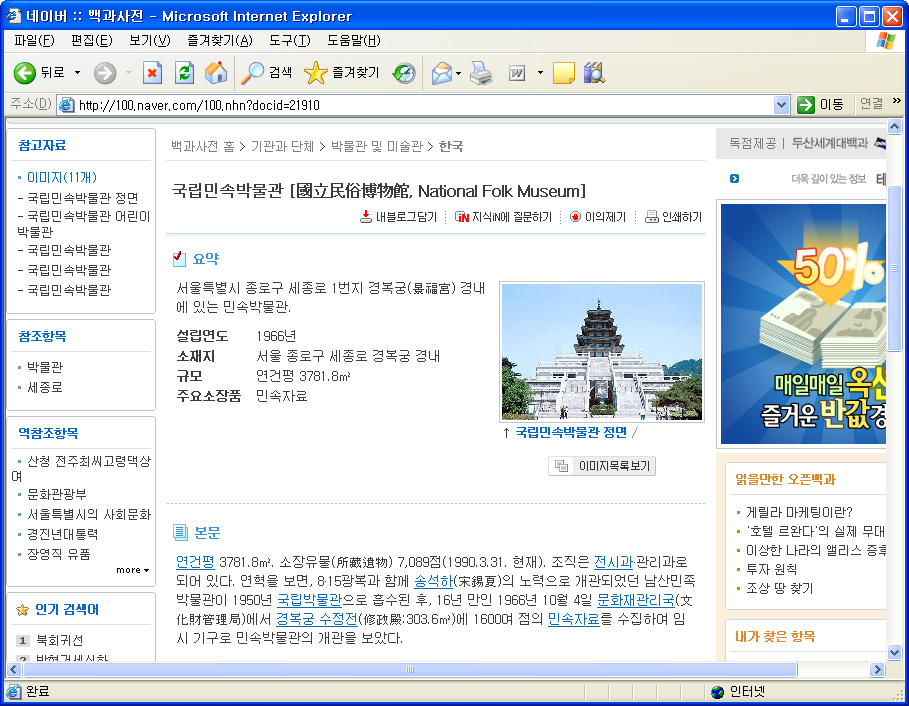 네이버 :: 백과사전 - Microsoft Internet Explorer
파일(F) 편집(E) 보기(V) 즐겨찾기(A) 도구(T) 도움말(H)
뒤로 검색 즐겨찾기
주소(D) http://100.naver.com/100.nhn?docid=21910 이동 연결 »
참고자료
이미지(11개)
- 국립민속박물관 정면
- 국립민속박물관 어린이
박물관
- 국립민속박물관
- 국립민속박물관
- 국립민속박물관
참조항목
박물관
세종로
역참조항목
산청 전주최씨고령댁상
여
문화관광부
서울특별시의 사회문화
경진년대통력
장영직 유품
more
인기 검색어
1 북회귀선
백과사전 홈 > 기관과 단체 > 박물관 및 미술관 > 한국
국립민속박물관 [國立民俗博物館, National Folk Museum]
내블로그담기 지식iN에 질문하기 이의제기 인쇄하기
요약
서울특별시 종로구 세종로 1번지 경복궁(景福宮) 경내
에 있는 민속박물관.
설립연도 1966년
소재지 서울 종로구 세종로 경복궁 경내
규모 연건평 3781.8㎡
주요소장품 민속자료
↑ 국립민속박물관 정면 /
이미지목록보기
본문
연건평 3781.8㎡. 소장유물(所藏遺物) 7,089점(1990.3.31. 현재). 조직은 전시과·관리과로
되어 있다. 연혁을 보면, 8·15광복과 함께 송석하(宋錫夏)의 노력으로 개관되었던 남산민족
박물관이 1950년 국립박물관으로 흡수된 후, 16년 만인 1966년 10월 4일 문화재관리국(文
化財管理局)에서 경복궁 수정전(修政殿:303.6㎡)에 1600여 점의 민속자료를 수집하여 임
시 기구로 민속박물관의 개관을 보았다.
독점제공 | 두산세계대백과
더욱 깊이 있는 정보 테
50%
매일매일 옥션
즐거운 반값경
읽을만한 오픈백과
게릴라 마케팅이란?
'호텔 르완다'의 실제 무대
이상한 나라의 앨리스 증후
투자 원칙
조상 땅 찾기
내가 찾은 항목
완료 인터넷